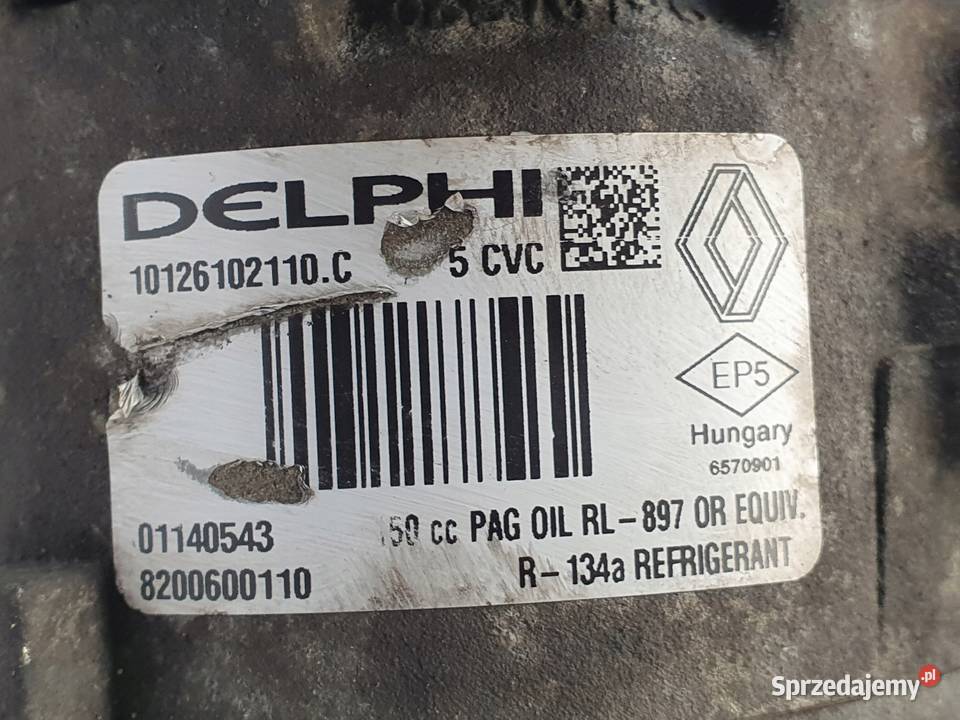 DELPHI
10126102110.C
5 CVC
EP5
Hungary
6570901
01140543
50 cc PAG OIL RL-897 OR EQUIV.
8200600110
R-134a REFRIGERANT
Sprzedajemy.pl